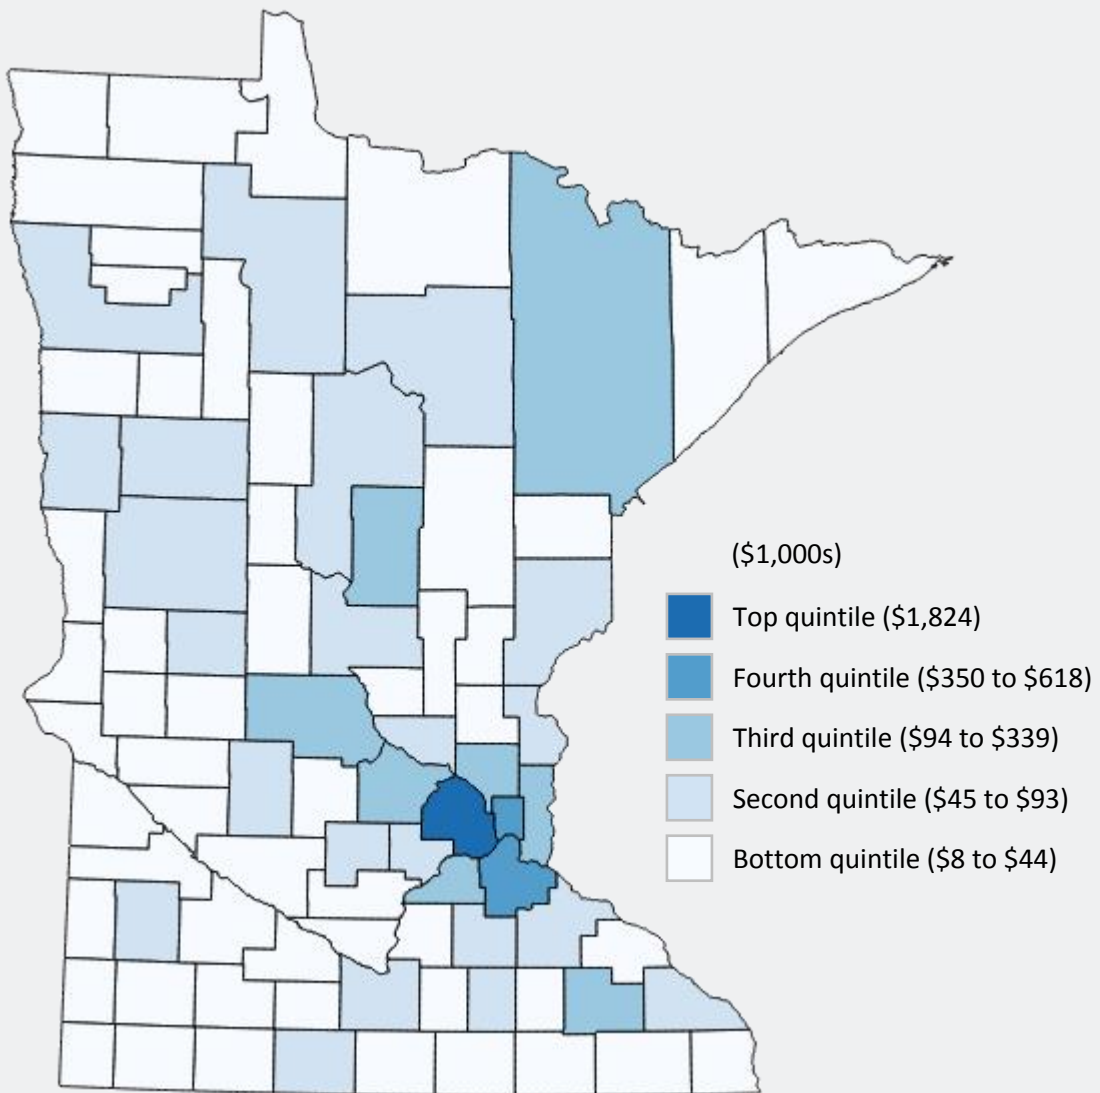 ($1,000s)
Top quintile ($1,824)
Fourth quintile ($350 to $618)
Third quintile ($94 to $339)
Second quintile ($45 to $93)
Bottom quintile ($8 to $44)